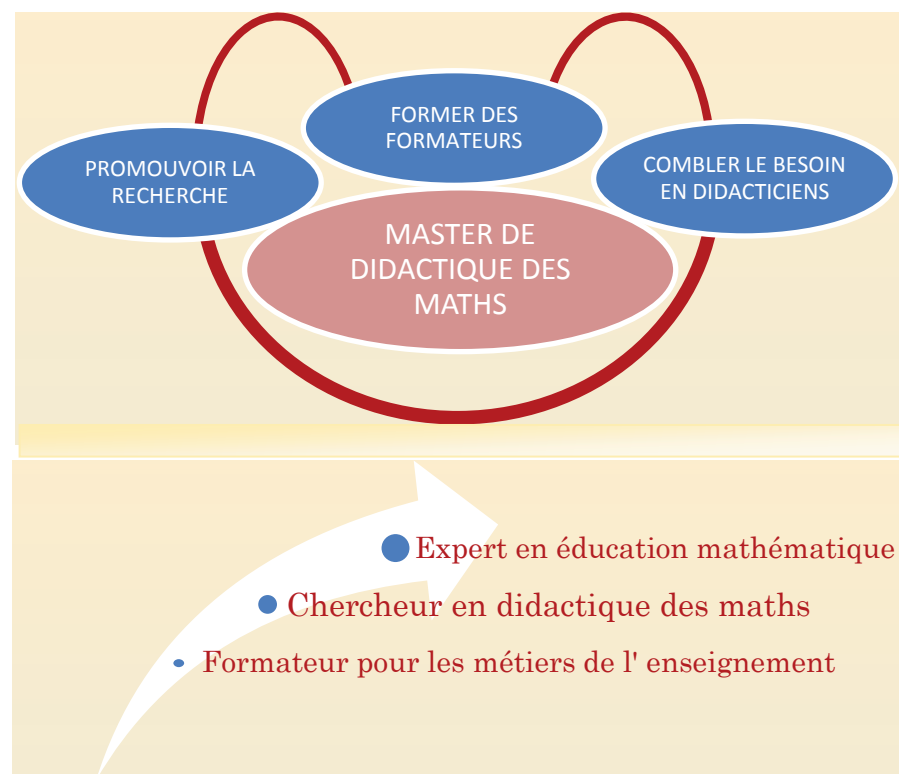 FORMER DES
FORMATEURS
PROMOUVOIR LA
RECHERCHE
COMBLER LE BESOIN
EN DIDACTICIENS
MASTER DE
DIDACTIQUE DES
MATHS
Expert en éducation mathématique
Chercheur en didactique des maths
Formateur pour les métiers de l' enseignement